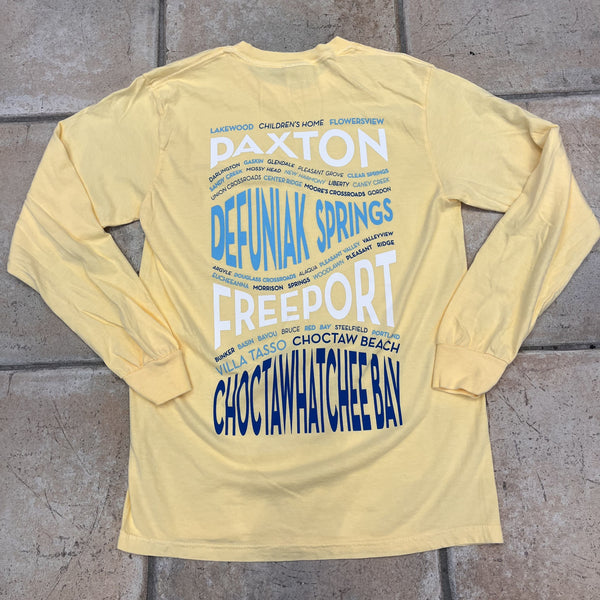 LAKEWOOD CHILDREN'S HOME FLOWERSVIEW
PAXTON
DARLINGTON GASKIN GLENDALE PLEASANT GROVE CLEAR SPRINGS
SANDY CREEK MOSSY HEAD NEW HARMONY LIBERTY CANEY CREEK
UNION CROSSROADS CENTER RIDGE MOORE'S CROSSROADS GORDON
DEFUNIAK SPRINGS
ARGYLE DOUGLASS CROSSROADS ALAQUA PLEASANT VALLEY VALLEYVIEW
EUCHEEANNA MORRISON SPRINGS WOODLAWN PLEASANT RIDGE
FREEPORT
BUNKER BASIN BAYOU BRUCE RED BAY STEELFIELD PORTLAND
VILLA TASSO CHOCTAW BEACH
CHOCTAWHATCHEE BAY